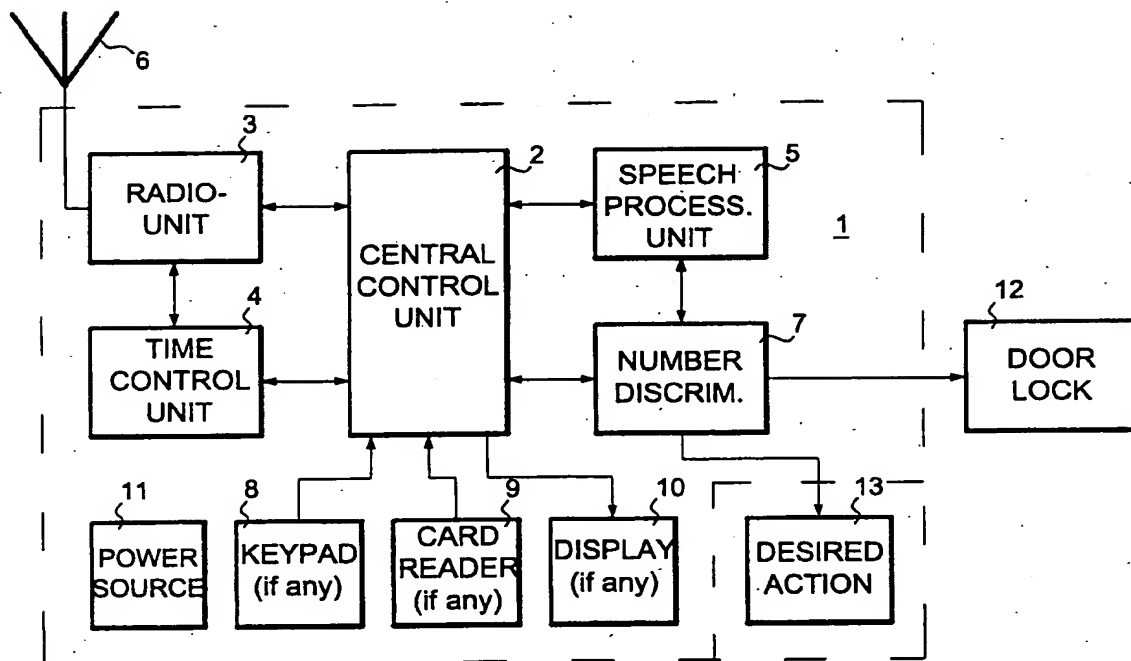 6
3
RADIO-
UNIT
2
CENTRAL
CONTROL
UNIT
5
SPEECH
PROCESS.
UNIT
1
4
TIME
CONTROL
UNIT
7
NUMBER
DISCRIM.
12
DOOR
LOCK
11
POWER
SOURCE
8
KEYPAD
(if any)
9
CARD
READER
(if any)
10
DISPLAY
(if any)
13
DESIRED
ACTION